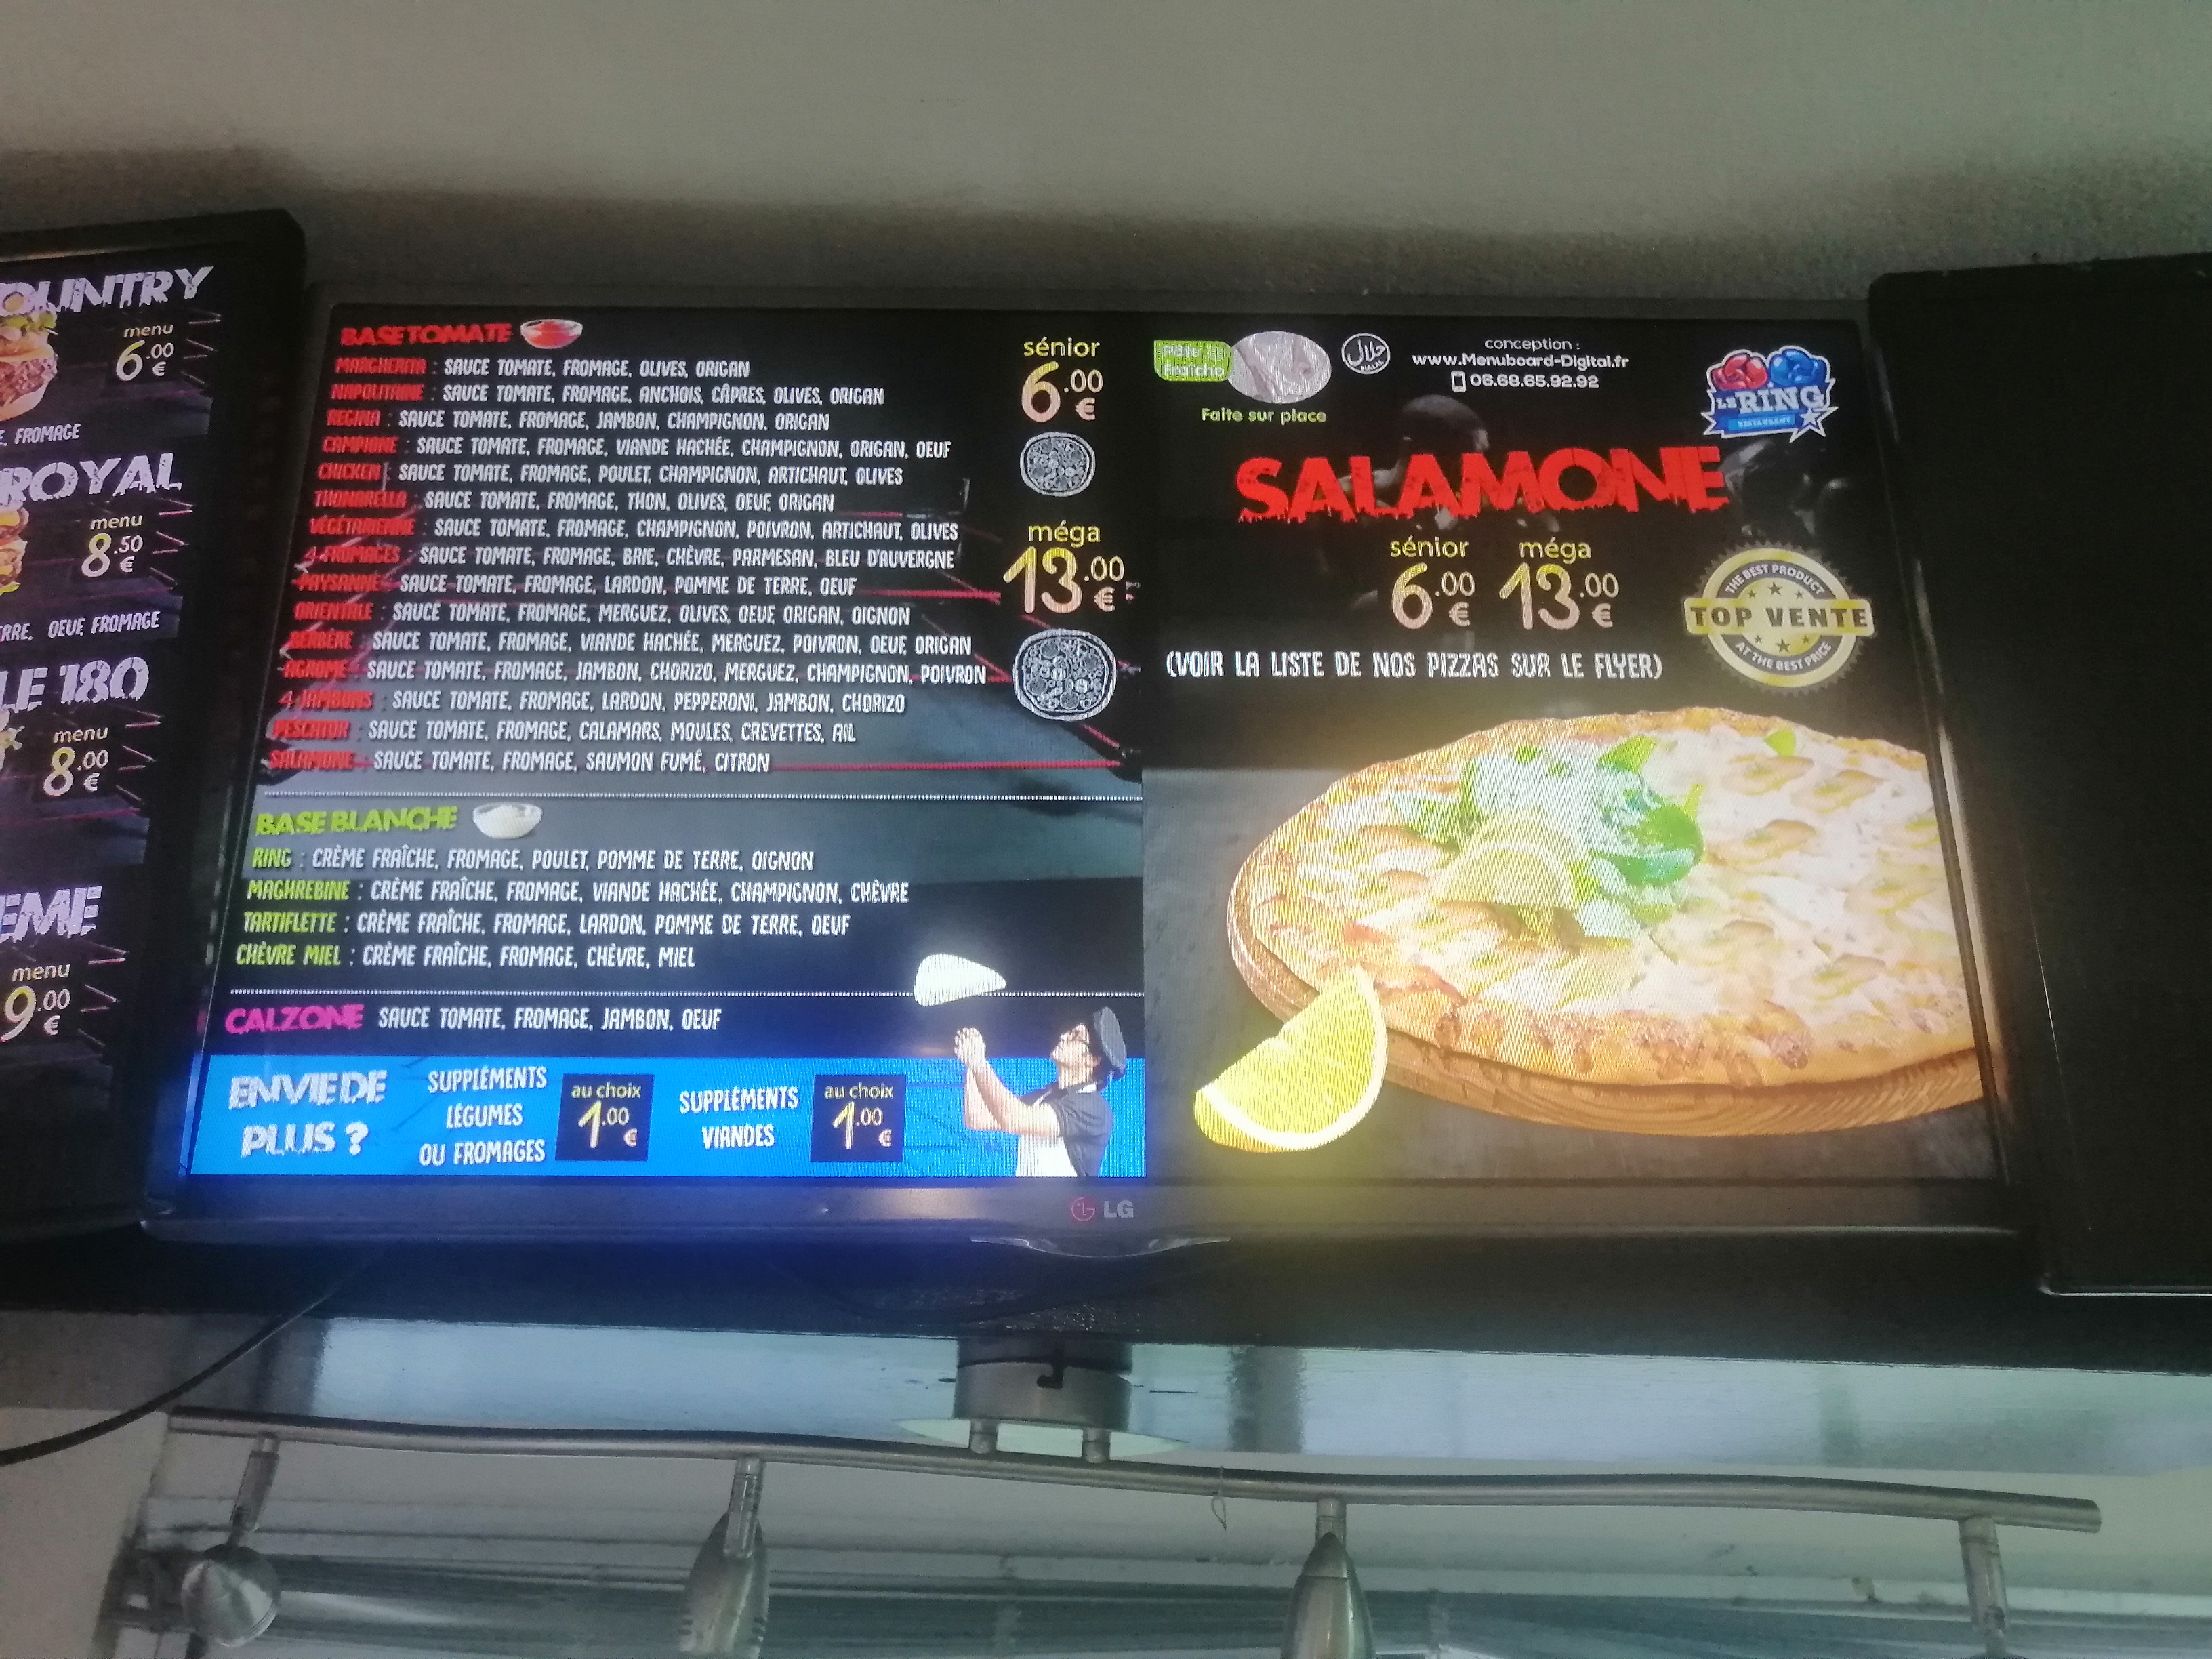 OUNTRY
menu
6.00 €
E, FROMAGE
ROYAL
menu
8.50 €
RRE, OEUF, FROMAGE
LE 180
menu
8.00 €
EME
menu
9.00 €
BASE TOMATE
MARGHERITA : SAUCE TOMATE, FROMAGE, OLIVES, ORIGAN
NAPOLITAINE : SAUCE TOMATE, FROMAGE, ANCHOIS, CÂPRES, OLIVES, ORIGAN
REGINA : SAUCE TOMATE, FROMAGE, JAMBON, CHAMPIGNON, ORIGAN
CAMPIONE : SAUCE TOMATE, FROMAGE, VIANDE HACHÉE, CHAMPIGNON, ORIGAN, OEUF
CHICKEN : SAUCE TOMATE, FROMAGE, POULET, CHAMPIGNON, ARTICHAUT, OLIVES
THONARELLA : SAUCE TOMATE, FROMAGE, THON, OLIVES, OEUF, ORIGAN
VÉGÉTARIENNE : SAUCE TOMATE, FROMAGE, CHAMPIGNON, POIVRON, ARTICHAUT, OLIVES
4 FROMAGES : SAUCE TOMATE, FROMAGE, BRIE, CHÈVRE, PARMESAN, BLEU D'AUVERGNE
PAYSANNE : SAUCE TOMATE, FROMAGE, LARDON, POMME DE TERRE, OEUF
ORIENTALE : SAUCE TOMATE, FROMAGE, MERGUEZ, OLIVES, OEUF, ORIGAN, OIGNON
BERBÈRE : SAUCE TOMATE, FROMAGE, VIANDE HACHÉE, MERGUEZ, POIVRON, OEUF, ORIGAN
SAUCE TOMATE, FROMAGE, JAMBON, CHORIZO, MERGUEZ, CHAMPIGNON, POIVRON
4 JAMBONS : SAUCE TOMATE, FROMAGE, LARDON, PEPPERONI, JAMBON, CHORIZO
PESCATOR : SAUCE TOMATE, FROMAGE, CALAMARS, MOULES, CREVETTES, AIL
SALAMONE : SAUCE TOMATE, FROMAGE, SAUMON FUMÉ, CITRON
sénior
6.00 €
méga
13.00 €
BASE BLANCHE
RING : CRÈME FRAÎCHE, FROMAGE, POULET, POMME DE TERRE, OIGNON
MAGHREBINE : CRÈME FRAÎCHE, FROMAGE, VIANDE HACHÉE, CHAMPIGNON, CHÈVRE
TARTIFLETTE : CRÈME FRAÎCHE, FROMAGE, LARDON, POMME DE TERRE, OEUF
CHÈVRE MIEL : CRÈME FRAÎCHE, FROMAGE, CHÈVRE, MIEL
CALZONE SAUCE TOMATE, FROMAGE, JAMBON, OEUF
ENVIE DE
PLUS ?
SUPPLÉMENTS
LÉGUMES
OU FROMAGES
au choix
1.00 €
SUPPLÉMENTS
VIANDES
au choix
1.00 €
Pâte
Fraîche
Faite sur place
حلال
HALAL
conception :
www.Menuboard-Digital.fr
06.68.65.92.92
LE RING
RESTAURANT
SALAMONE
sénior
6.00 €
méga
13.00 €
THE BEST PRODUCT
TOP VENTE
AT THE BEST PRICE
(VOIR LA LISTE DE NOS PIZZAS SUR LE FLYER)
LG